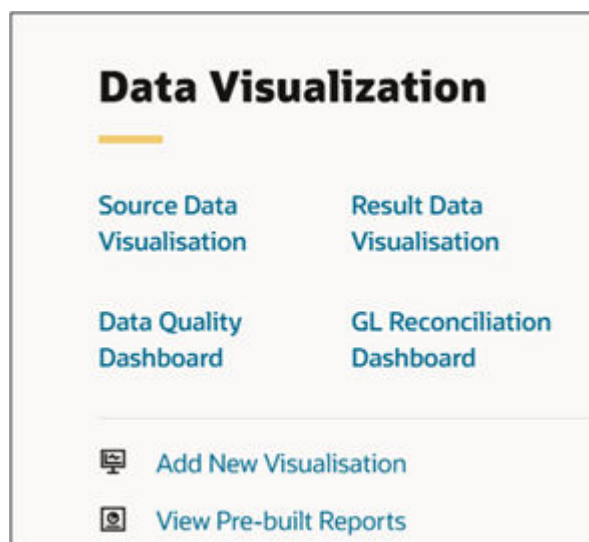 Data Visualization
Source Data
Visualisation
Result Data
Visualisation
Data Quality
Dashboard
GL Reconciliation
Dashboard
Add New Visualisation
View Pre-built Reports